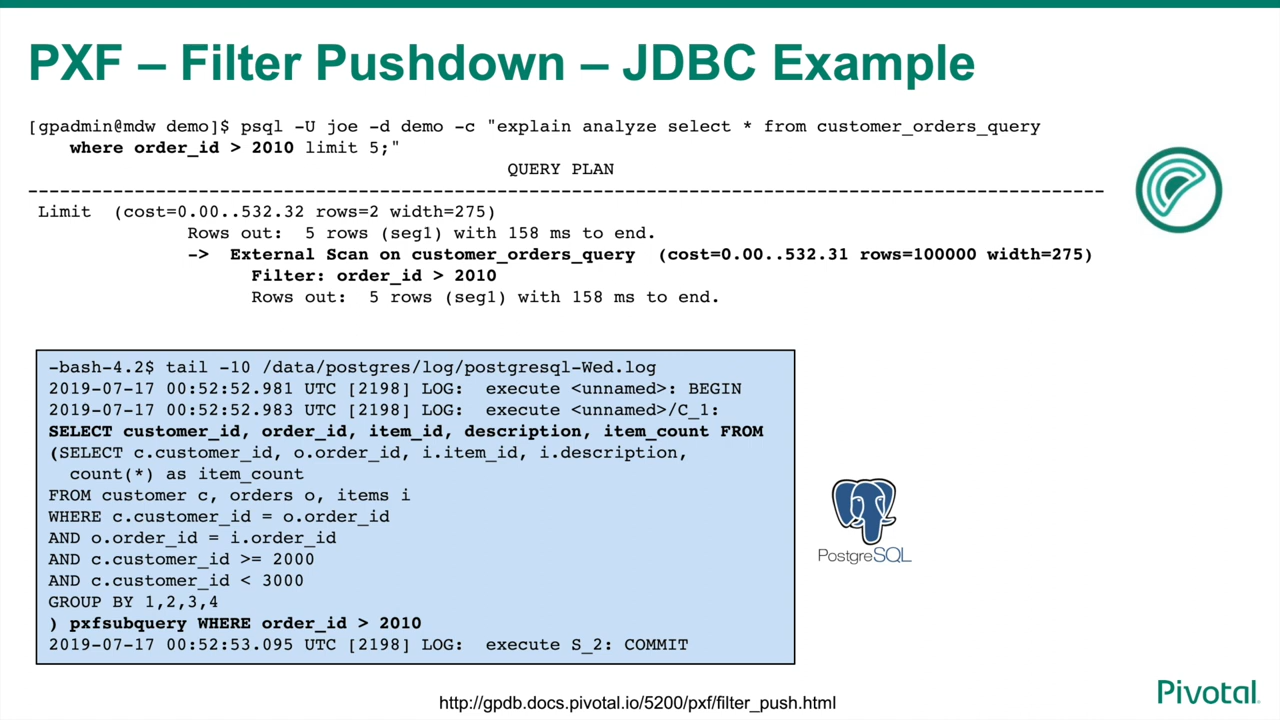 PXF – Filter Pushdown – JDBC Example
[gpadmin@mdw demo]$ psql -U joe -d demo -c "explain analyze select * from customer_orders_query
where order_id > 2010 limit 5;"
QUERY PLAN
------------------------------------------------------------------------------------------------------
Limit  (cost=0.00..532.32 rows=2 width=275)
Rows out:  5 rows (seg1) with 158 ms to end.
->  External Scan on customer_orders_query  (cost=0.00..532.31 rows=100000 width=275)
Filter: order_id > 2010
Rows out:  5 rows (seg1) with 158 ms to end.
-bash-4.2$ tail -10 /data/postgres/log/postgresql-Wed.log
2019-07-17 00:52:52.981 UTC [2198] LOG:  execute <unnamed>: BEGIN
2019-07-17 00:52:52.983 UTC [2198] LOG:  execute <unnamed>/C_1:
SELECT customer_id, order_id, item_id, description, item_count FROM
(SELECT c.customer_id, o.order_id, i.item_id, i.description,
count(*) as item_count
FROM customer c, orders o, items i
WHERE c.customer_id = o.order_id
AND o.order_id = i.order_id
AND c.customer_id >= 2000
AND c.customer_id < 3000
GROUP BY 1,2,3,4
) pxfsubquery WHERE order_id > 2010
2019-07-17 00:52:53.095 UTC [2198] LOG:  execute S_2: COMMIT
PostgreSQL
http://gpdb.docs.pivotal.io/5200/pxf/filter_push.html
Pivotal